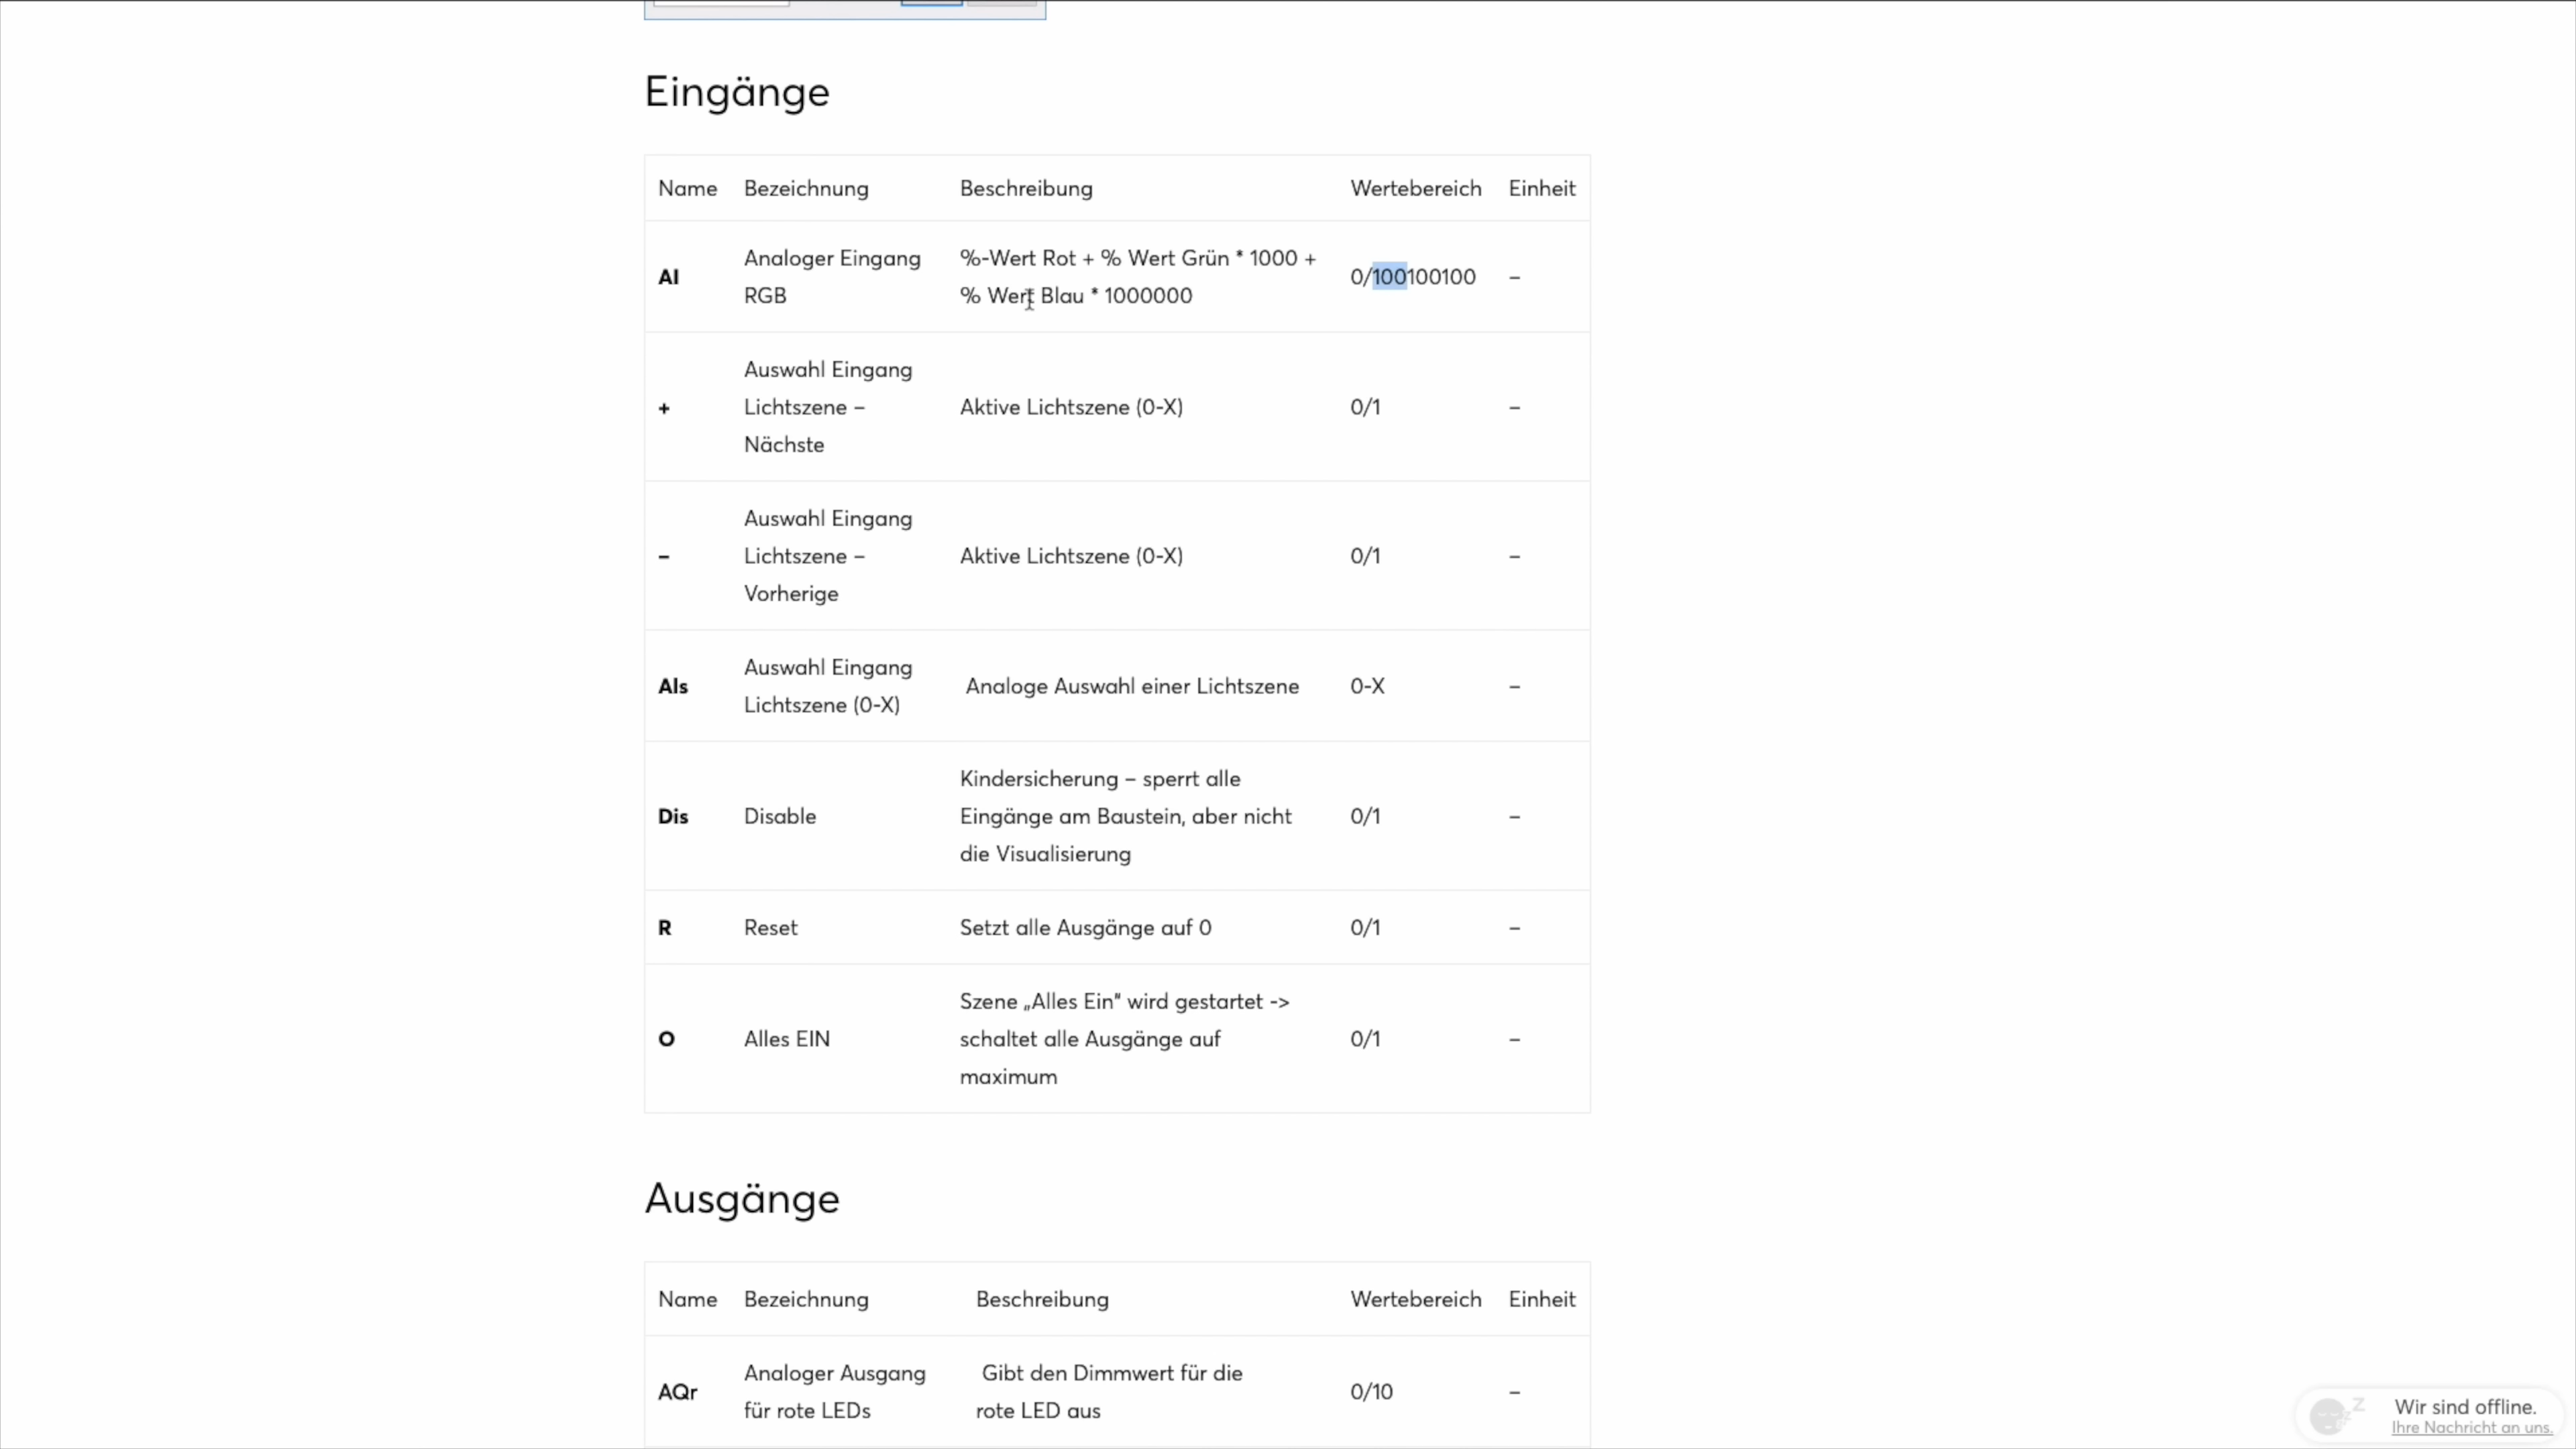 Eingänge
Name Bezeichnung Beschreibung Wertebereich Einheit
AI Analoger Eingang RGB %-Wert Rot + % Wert Grün * 1000 + % Wert Blau * 1000000 0/100100100 –
+ Auswahl Eingang Lichtszene – Nächste Aktive Lichtszene (0-X) 0/1 –
– Auswahl Eingang Lichtszene – Vorherige Aktive Lichtszene (0-X) 0/1 –
AIs Auswahl Eingang Lichtszene (0-X) Analoge Auswahl einer Lichtszene 0-X –
Dis Disable Kindersicherung – sperrt alle Eingänge am Baustein, aber nicht die Visualisierung 0/1 –
R Reset Setzt alle Ausgänge auf 0 0/1 –
O Alles EIN Szene „Alles Ein" wird gestartet -> schaltet alle Ausgänge auf maximum 0/1 –
Ausgänge
Name Bezeichnung Beschreibung Wertebereich Einheit
AQr Analoger Ausgang für rote LEDs Gibt den Dimmwert für die rote LED aus 0/10 –
Wir sind offline.
Ihre Nachricht an uns.